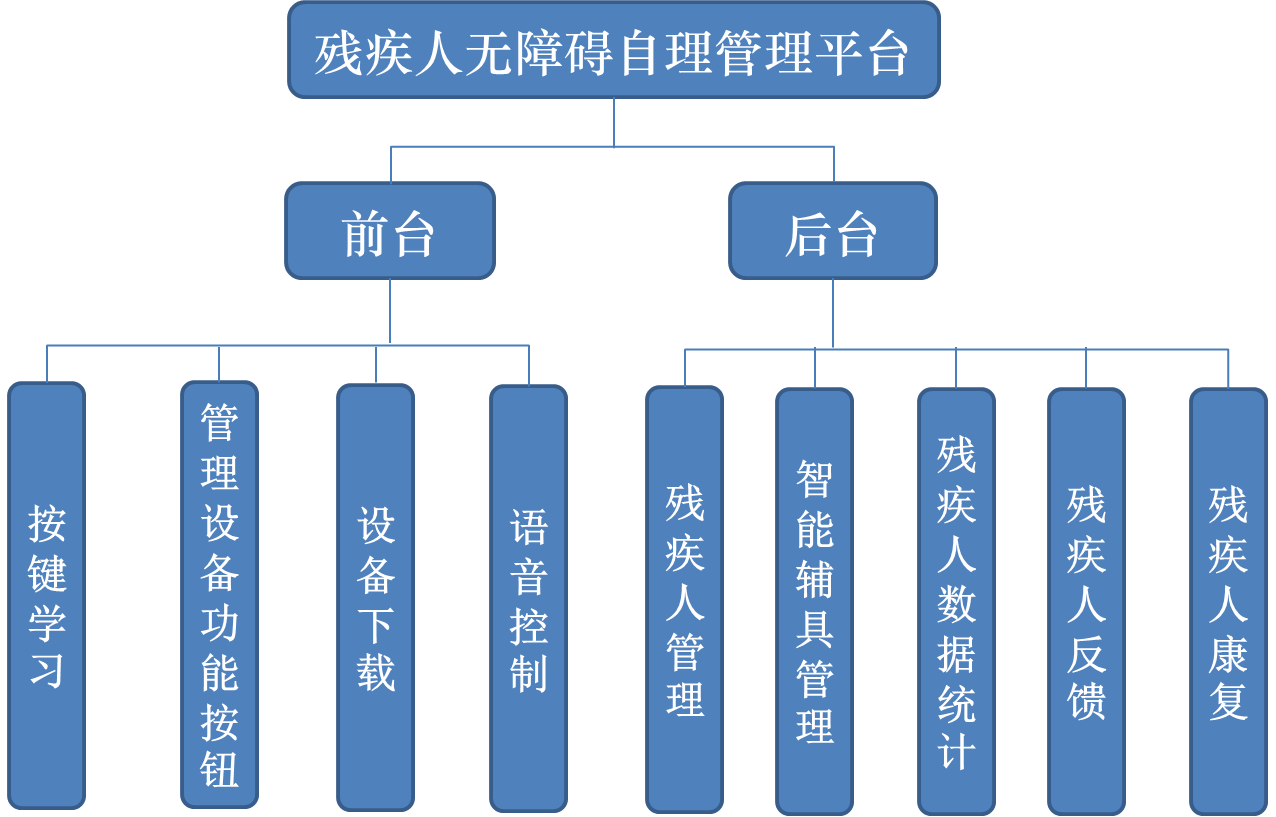 残疾人无障碍自理管理平台
前台
后台
按键学习
管理设备功能按钮
设备下载
语音控制
残疾人管理
智能辅具管理
残疾人数据统计
残疾人反馈
残疾人康复